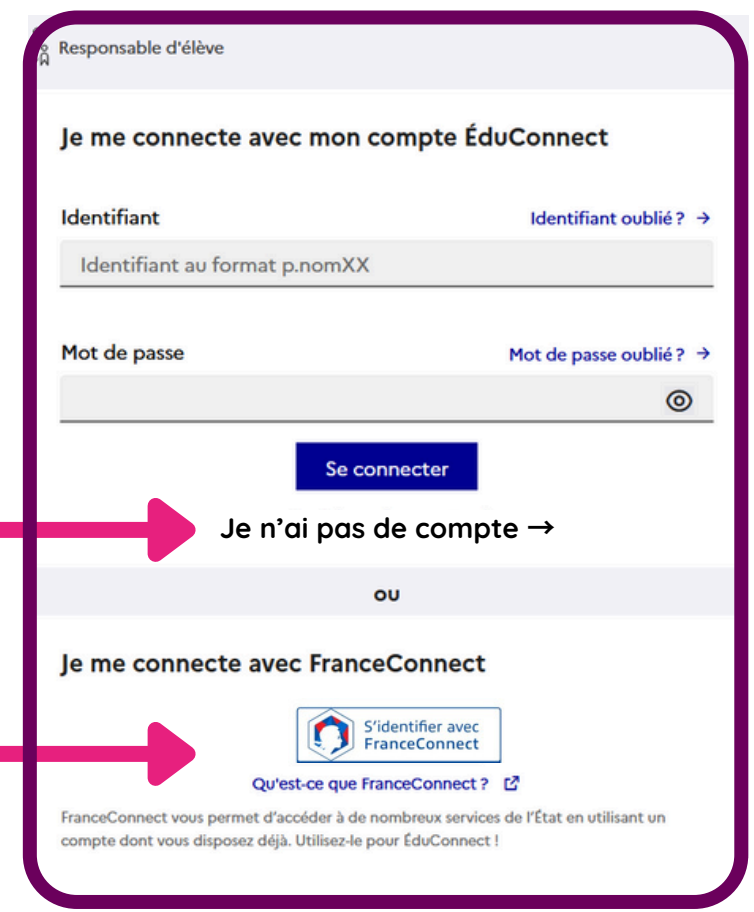 Responsable d'élève
Je me connecte avec mon compte ÉduConnect
Identifiant
Identifiant oublié ? →
Identifiant au format p.nomXX
Mot de passe
Mot de passe oublié ? →
Se connecter
Je n’ai pas de compte →
ou
Je me connecte avec FranceConnect
S’identifier avec
FranceConnect
Qu'est-ce que FranceConnect ?
FranceConnect vous permet d’accéder à de nombreux services de l’État en utilisant un
compte dont vous disposez déjà. Utilisez-le pour ÉduConnect !